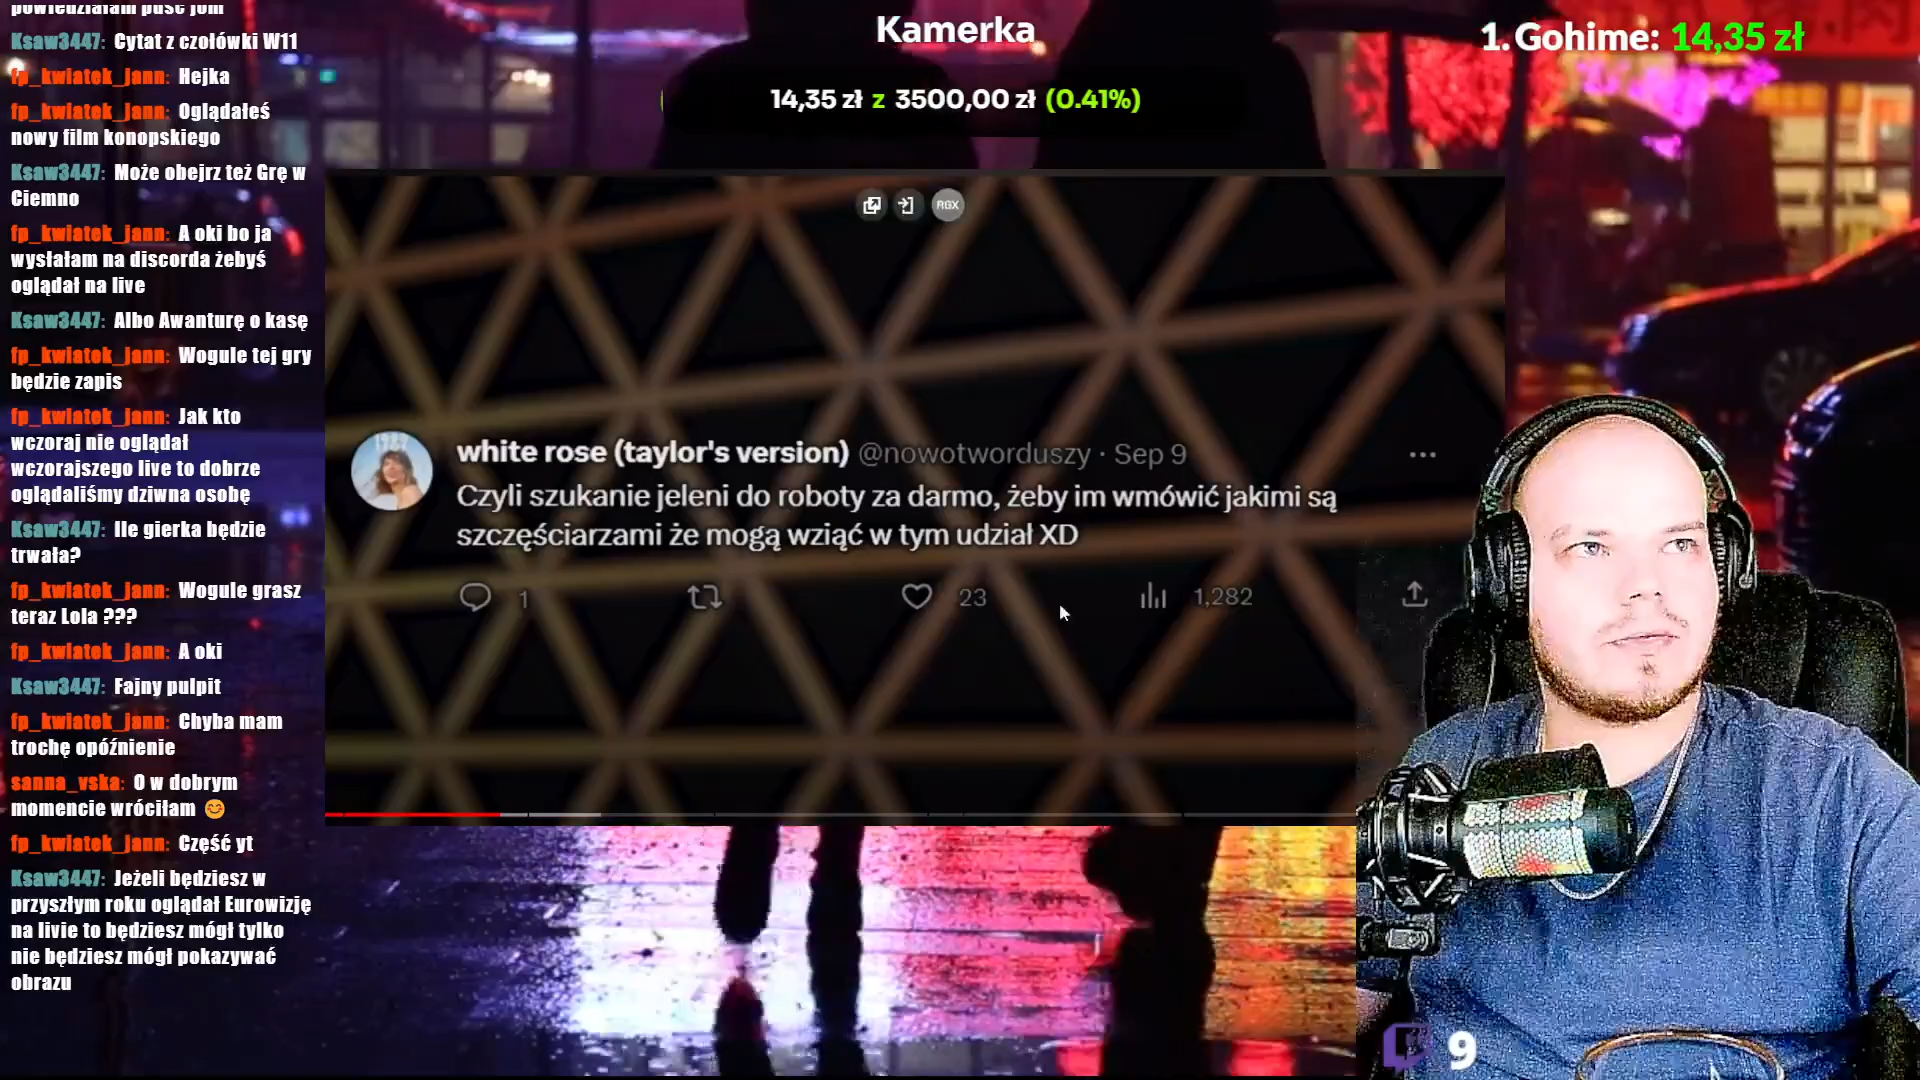 powiedziałam puść jom
Ksaw3447: Cytat z czołówki W11
fp_kwiatek_jann: Hejka
fp_kwiatek_jann: Oglądałeś
nowy film konopskiego
Ksaw3447: Może obejrz też Grę w
Ciemno
fp_kwiatek_jann: A oki bo ja
wysłałam na discorda żebyś
oglądał na live
Ksaw3447: Albo Awanturę o kasę
fp_kwiatek_jann: Wogule tej gry
będzie zapis
fp_kwiatek_jann: Jak kto
wczoraj nie oglądał
wczorajszego live to dobrze
oglądaliśmy dziwna osobę
Ksaw3447: Ile gierka będzie
trwała?
fp_kwiatek_jann: Wogule grasz
teraz Lola ???
fp_kwiatek_jann: A oki
Ksaw3447: Fajny pulpit
fp_kwiatek_jann: Chyba mam
trochę opóźnienie
sanna_vska: O w dobrym
momencie wróciłam 😊
fp_kwiatek_jann: Część yt
Ksaw3447: Jeżeli będziesz w
przyszłym roku oglądał Eurowizję
na livie to będziesz mógł tylko
nie będziesz mógł pokazywać
obrazu
Kamerka
14,35 zł z 3500,00 zł (0.41%)
1. Gohime: 14,35 zł
RGX
white rose (taylor's version) @nowotworduszy · Sep 9
Czyli szukanie jeleni do roboty za darmo, żeby im wmówić jakimi są
szczęściarzami że mogą wziąć w tym udział XD
1 23 1,282
9